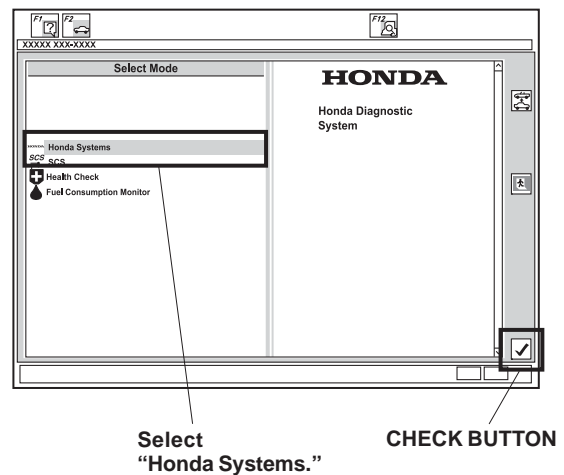 F1 F2 F12
XXXXX XXX-XXXX
Select Mode
HONDA
Honda Diagnostic
System
HONDA Honda Systems
SCS SCS
Health Check
Fuel Consumption Monitor
Select
“Honda Systems.”
CHECK BUTTON